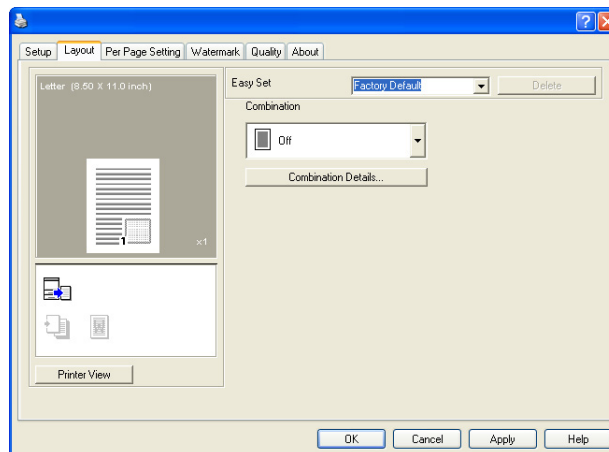 Setup Layout Per Page Setting Watermark Quality About
Letter (8.50 X 11.0 inch)
Easy Set Factory Default Delete
Combination
Off
Combination Details...
1
x1
Printer View
OK Cancel Apply Help